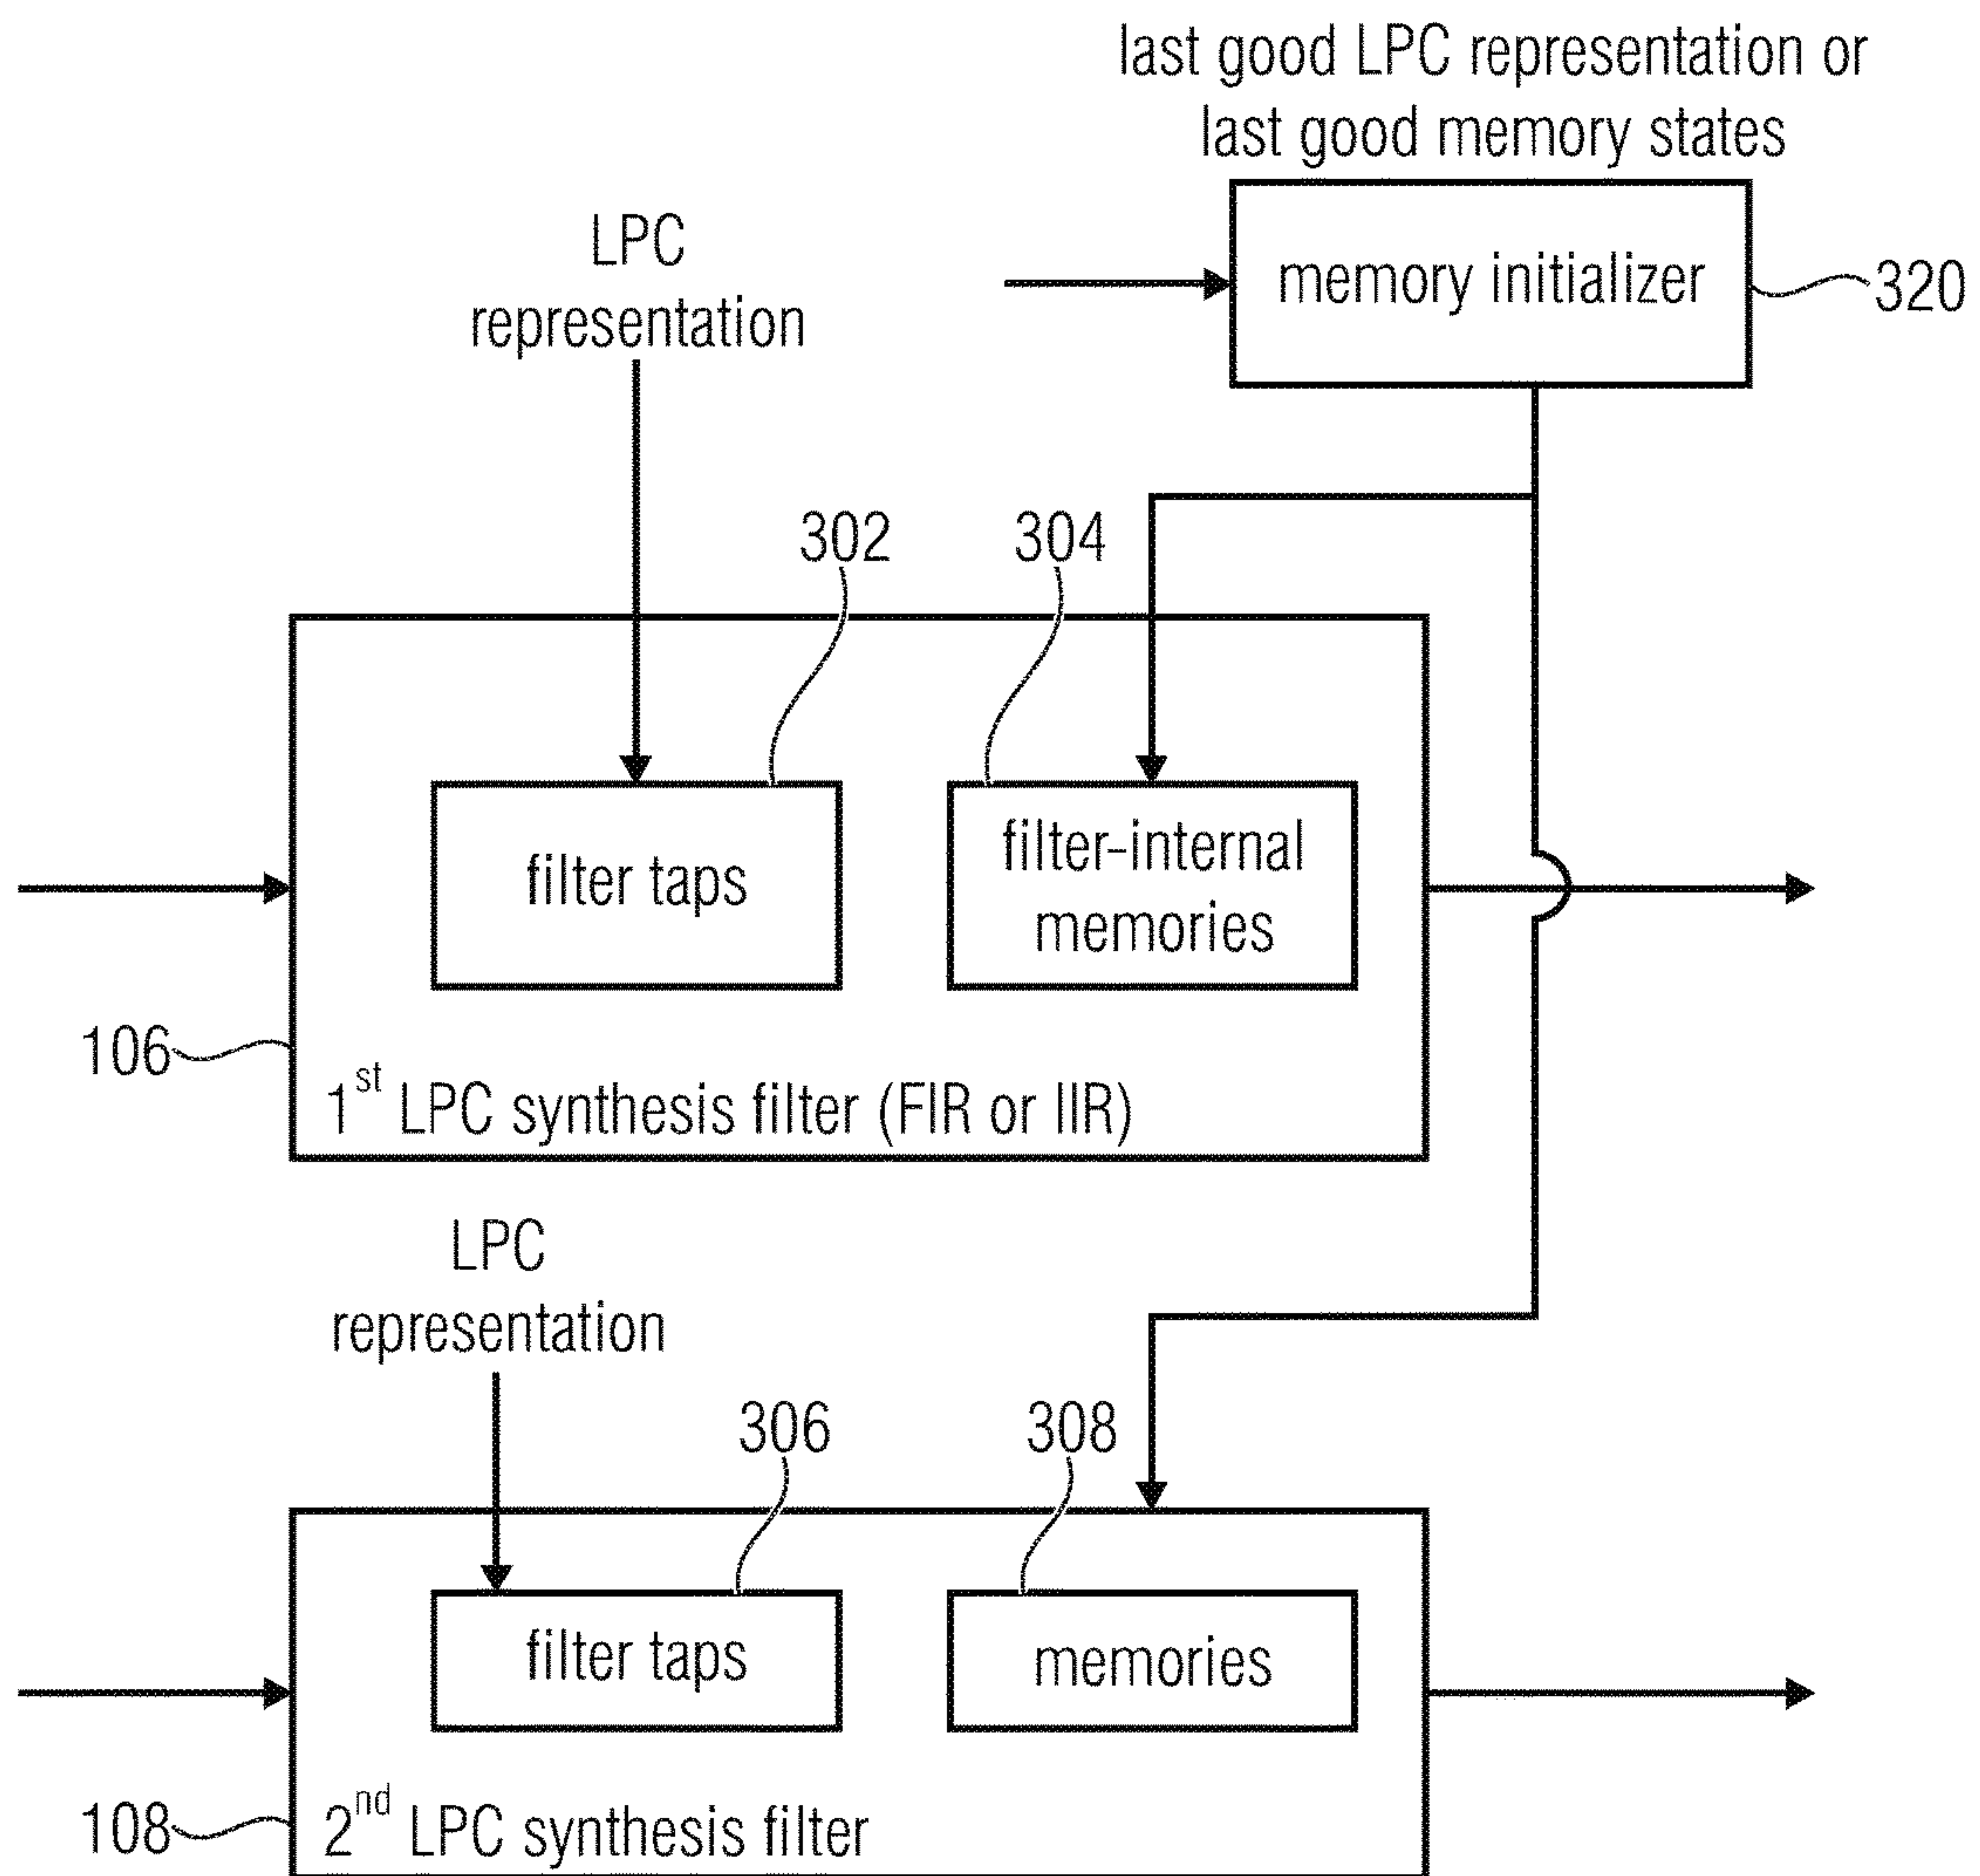 last good LPC representation or
last good memory states
memory initializer
320
LPC
representation
302
304
filter taps
filter-internal
memories
106
1st LPC synthesis filter (FIR or IIR)
LPC
representation
306
308
filter taps
memories
108
2nd LPC synthesis filter